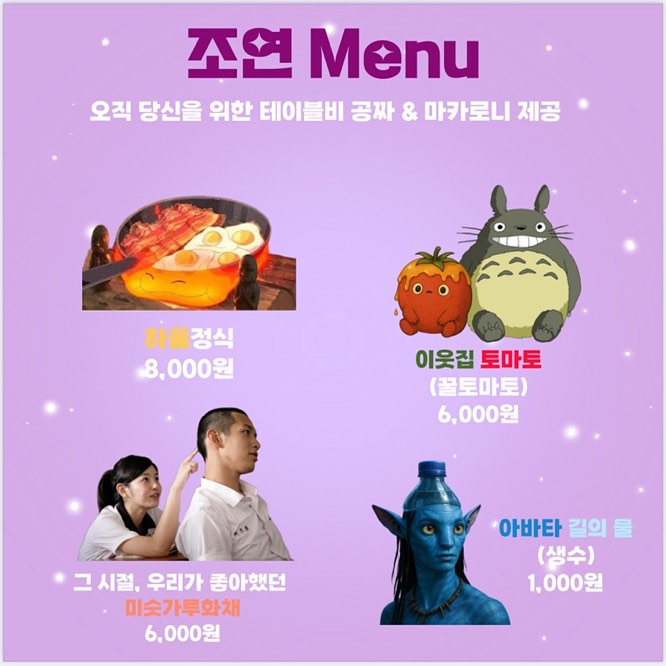 조연 Menu
오직 당신을 위한 테이블비 공짜 & 마카로니 제공
하울정식
8,000원
이웃집 토마토
(꿀토마토)
6,000원
그 시절, 우리가 좋아했던
미숫가루화채
6,000원
아바타 길의 물
(생수)
1,000원